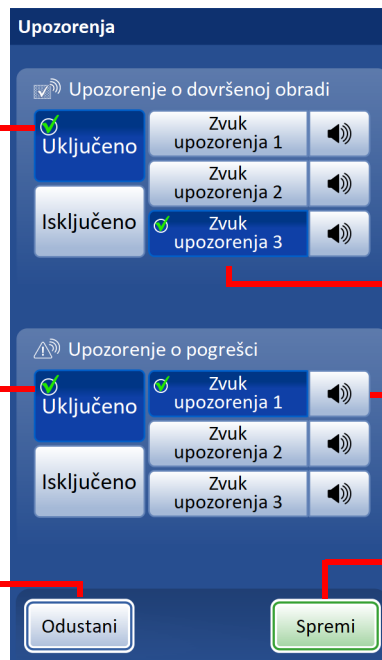 Upozorenja
Upozorenje o dovršenoj obradi
Uključeno
Zvuk
upozorenja 1
Zvuk
upozorenja 2
Isključeno
Zvuk
upozorenja 3
Upozorenje o pogrešci
Uključeno
Zvuk
upozorenja 1
Zvuk
upozorenja 2
Isključeno
Zvuk
upozorenja 3
Odustani
Spremi